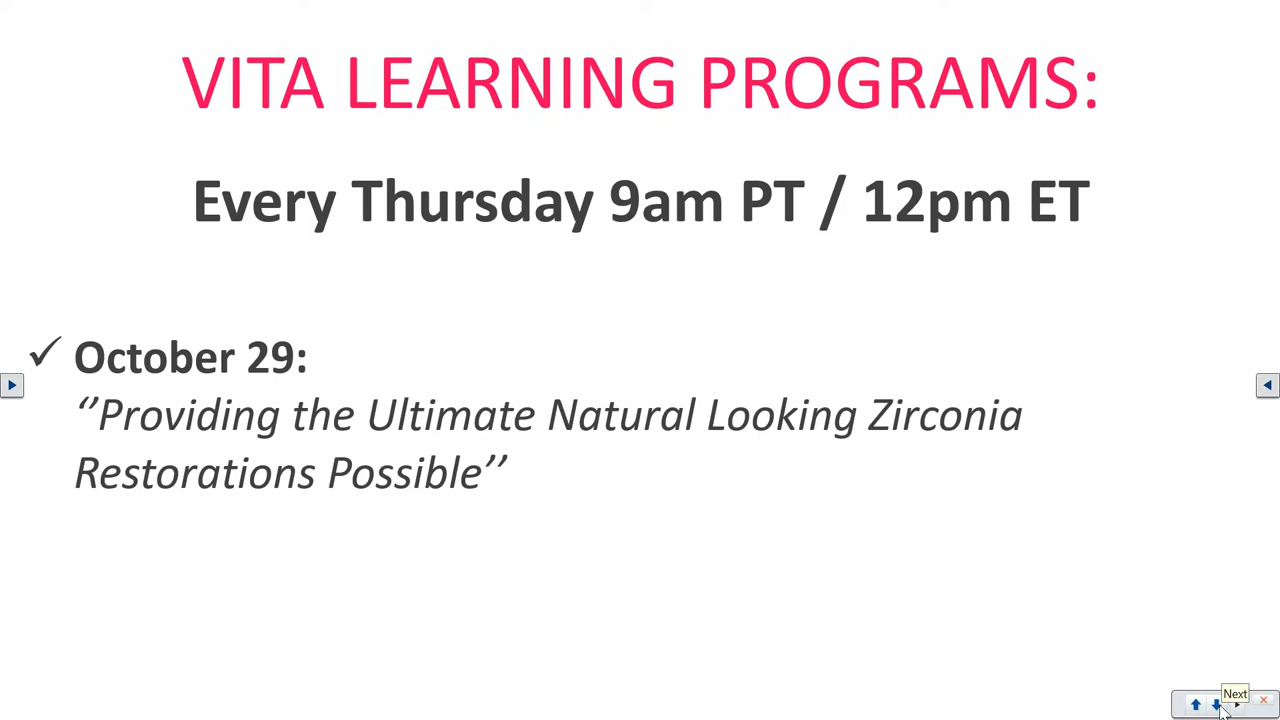 VITA LEARNING PROGRAMS:
Every Thursday 9am PT / 12pm ET
✓ October 29:
‘’Providing the Ultimate Natural Looking Zirconia
Restorations Possible’’
Next